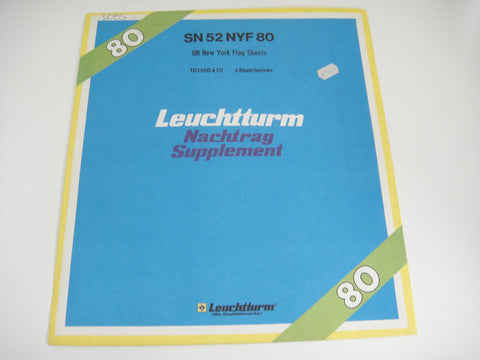 80
SN 52 NYF 80
UN New York Flag Sheets
101100 470 4 Blatt/leaves
Leuchtturm
Nachtrag
Supplement
80
Leuchtturm